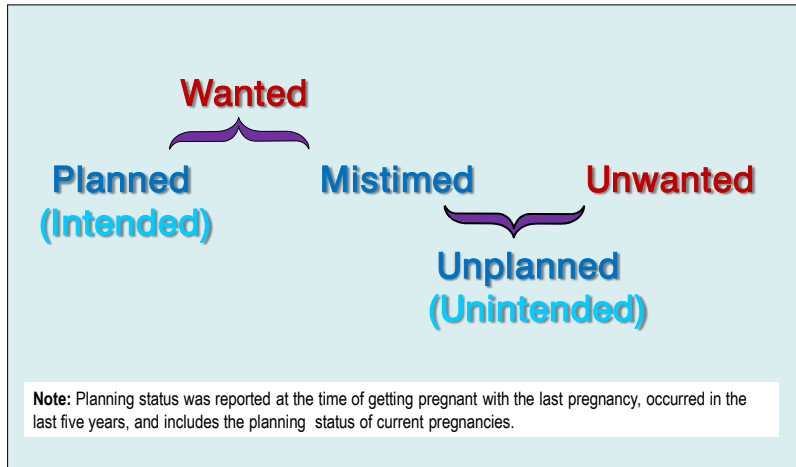 Wanted
Planned Mistimed Unwanted
(Intended)
Unplanned
(Unintended)
Note: Planning status was reported at the time of getting pregnant with the last pregnancy, occurred in the
last five years, and includes the planning status of current pregnancies.